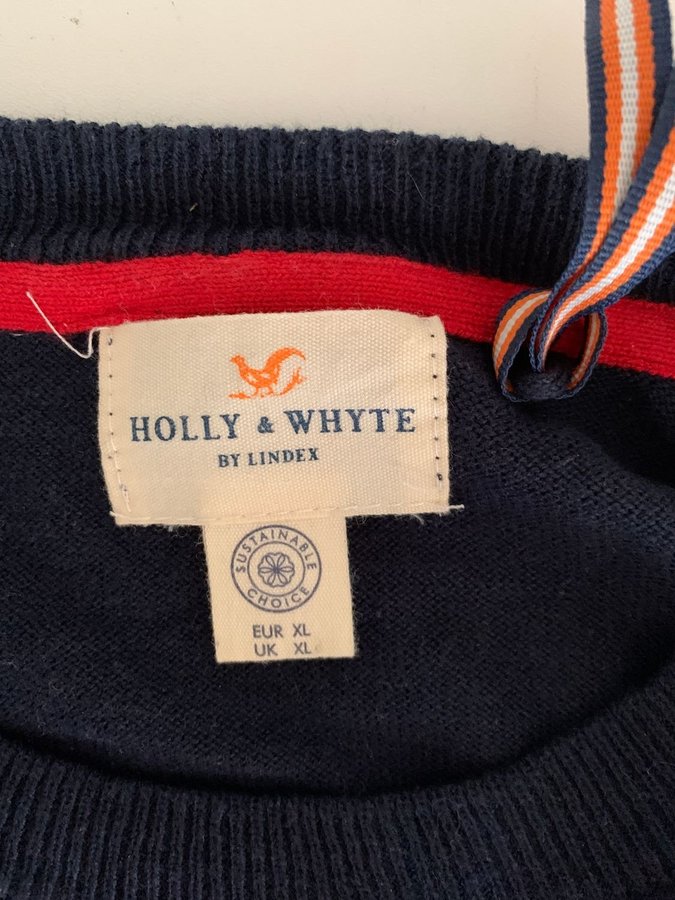 HOLLY & WHYTE
BY LINDEX
SUSTAINABLE
CHOICE
EUR XL
UK XL